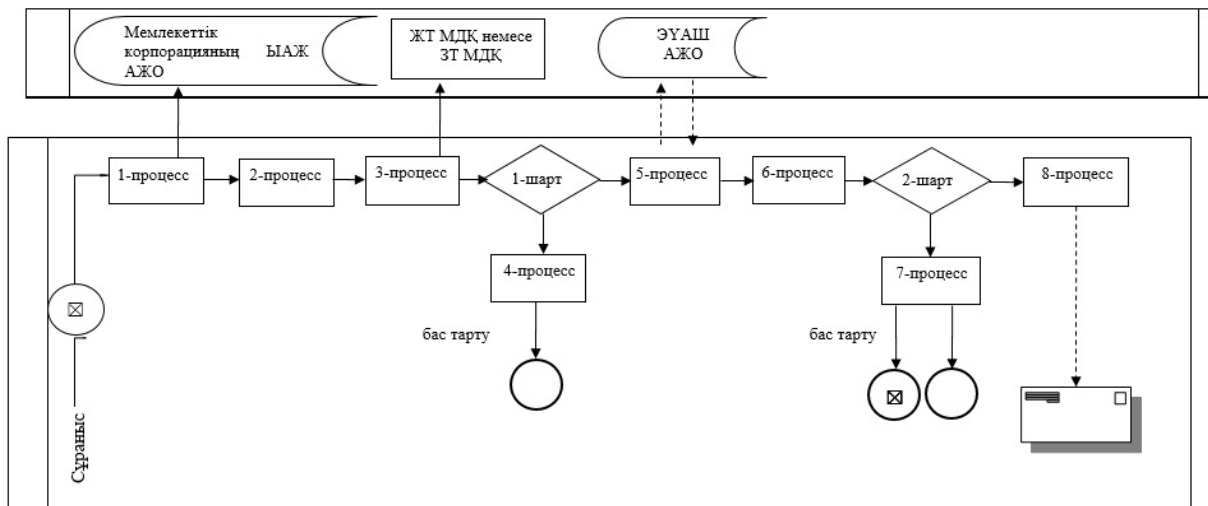 Мемлекеттік
корпорацияның ЫАЖ
АЖО
ЖТ МДҚ немесе
ЗТ МДҚ
ЭҮАШ
АЖО
1-процесс
2-процесс
3-процесс
1-шарт
5-процесс
6-процесс
2-шарт
8-процесс
4-процесс
7-процесс
бас тарту
бас тарту
Сұраныс